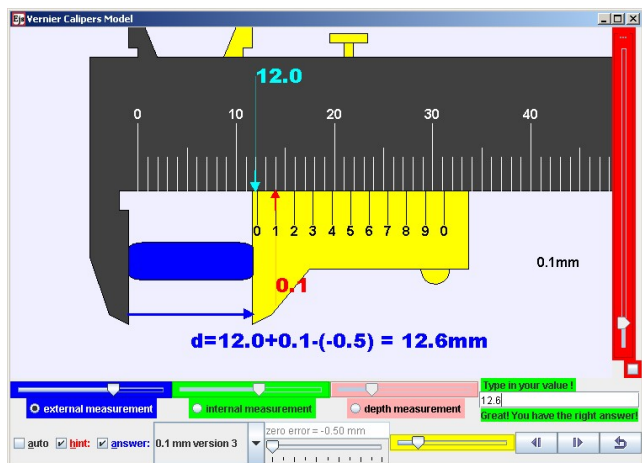 Ejs Vernier Calipers Model
...
12.0
0 10 20 30 40
0 1 2 3 4 5 6 7 8 9 0
0.1mm
0.1
d=12.0+0.1-(-0.5) = 12.6mm
Type in your value !
external measurement internal measurement depth measurement
12.6
Great! You have the right answer!
zero error = -0.50 mm
auto hint: answer: 0.1 mm version 3